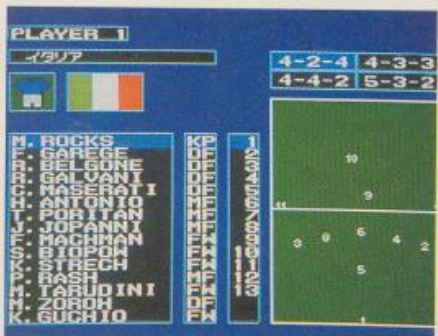 PLAYER 1
イタリア
4-2-4 4-3-3
4-4-2 5-3-2
M. ROCKS KP 1
F. GAREGE DF 2
B. BELGONE DF 3
R. GALVANI DF 4
C. MASERATI DF 5
H. ANTONIO MF 6
T. PORITAN MF 7
J. JOPANNI MF 8
F. MACHMAN FW 9
S. BIOPOW FW 10
K. STRECH FW 11
P. RASH MF 12
M. TARUDINI FW 13
M. ZOROH DF
K. GUCHIO FW
10
9
11
6
3 8 4 2
5
1